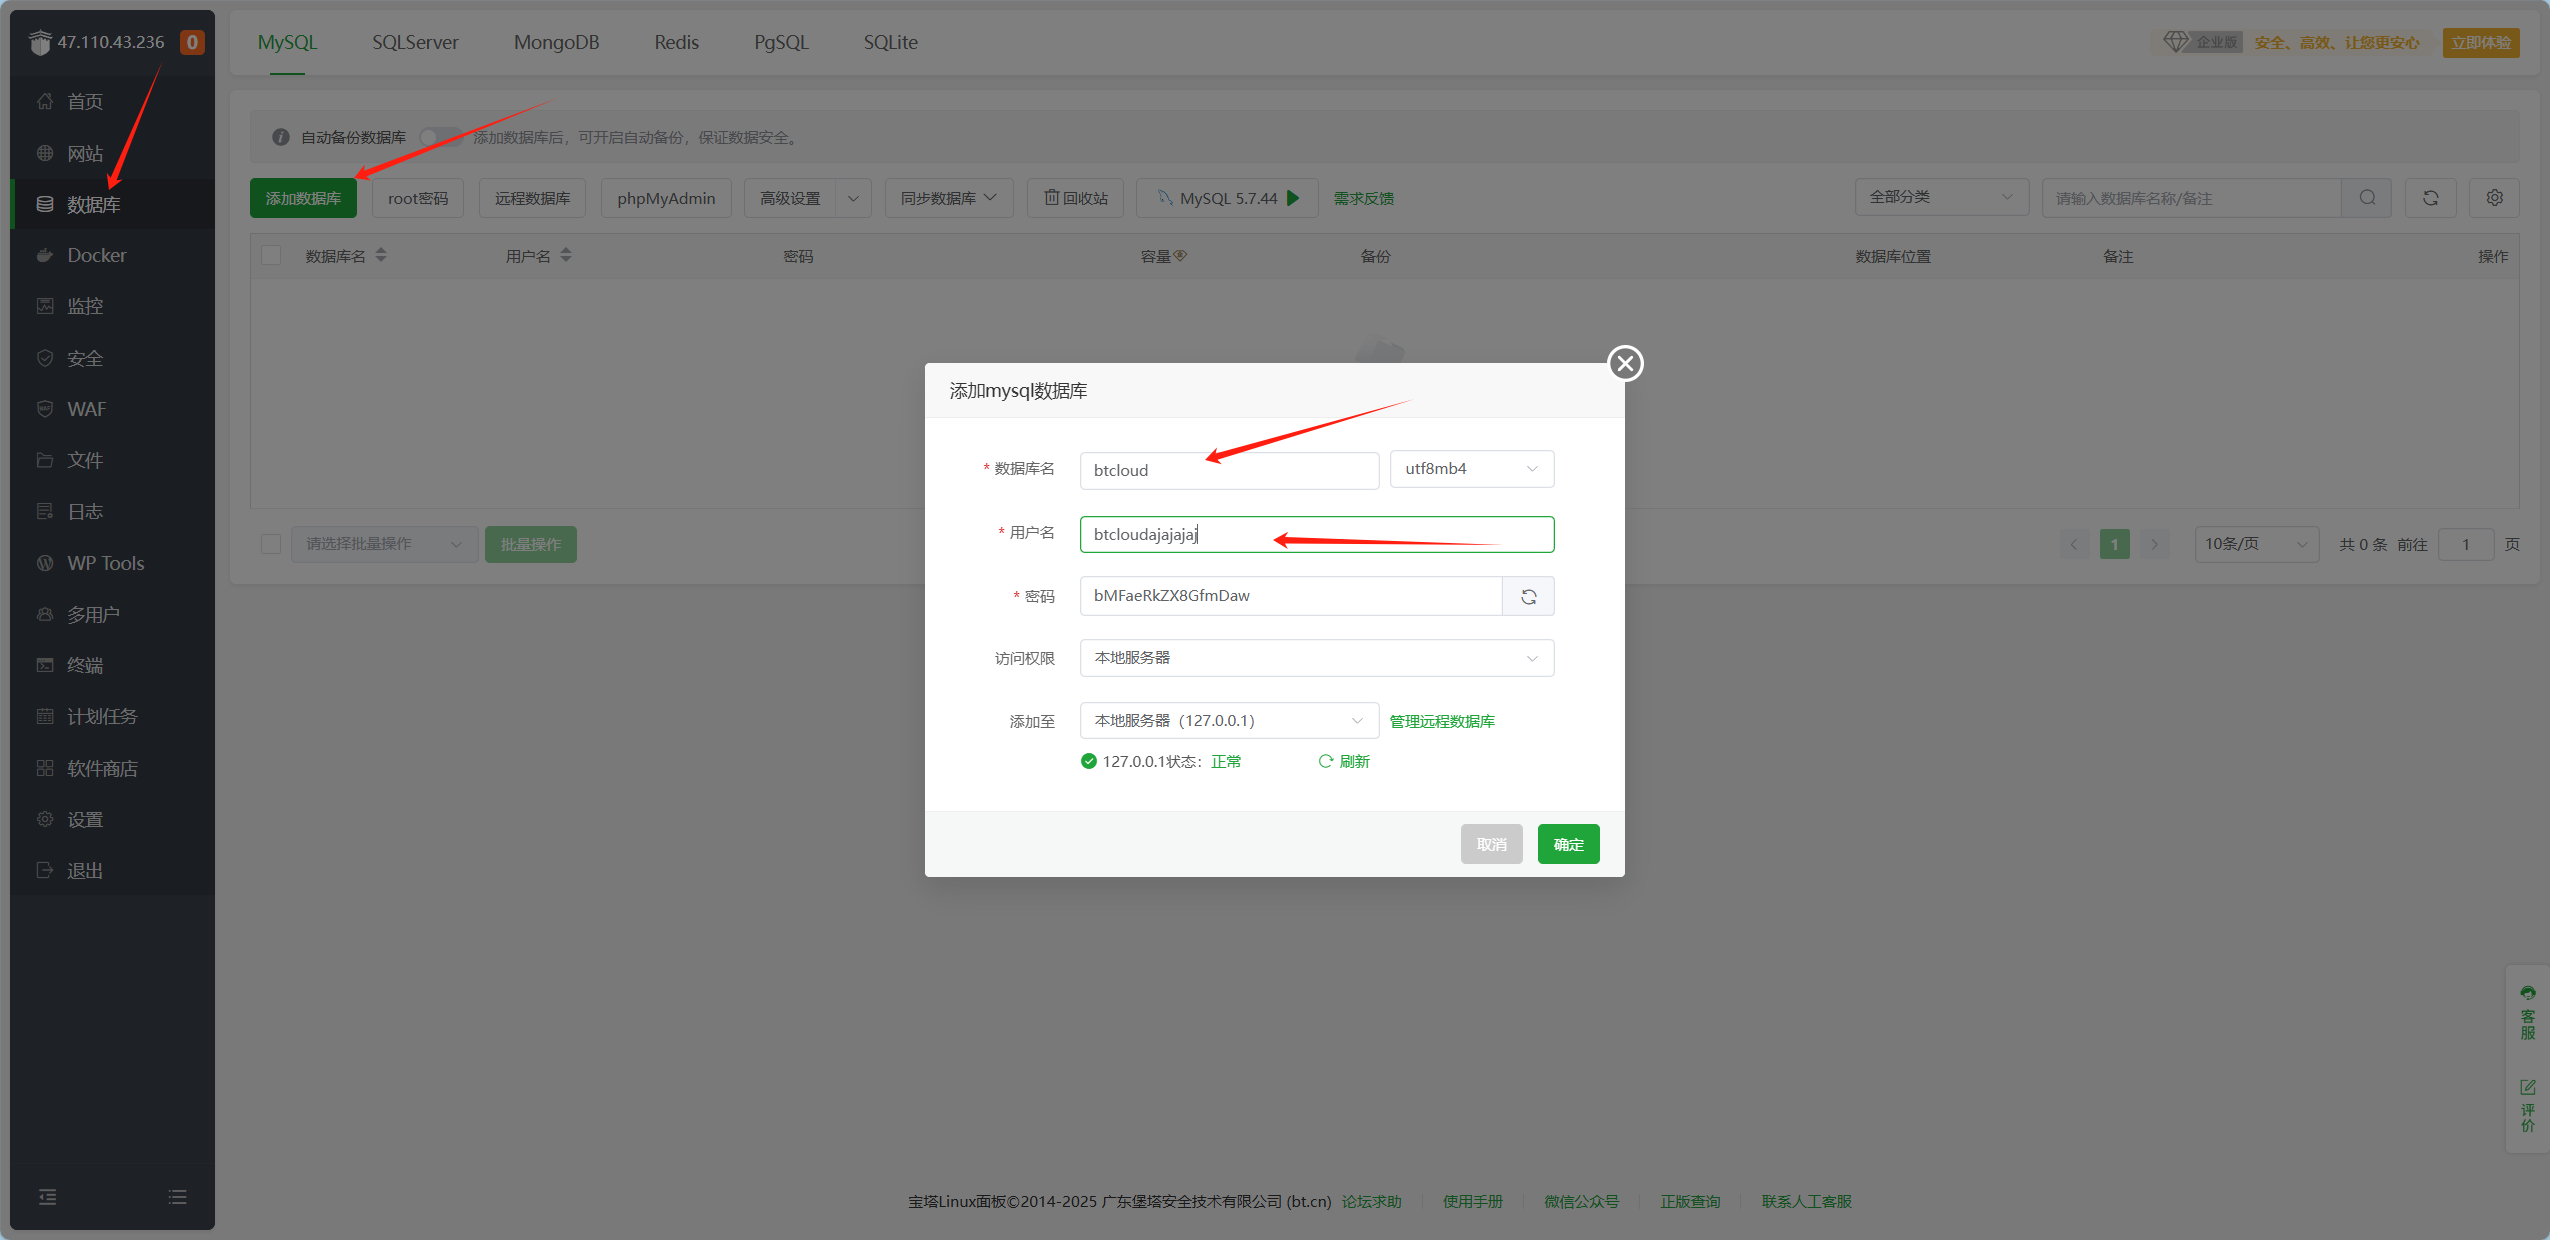 47.110.43.236 0
首页
网站
数据库
Docker
监控
安全
WAF
文件
日志
WP Tools
多用户
终端
计划任务
软件商店
设置
退出
MySQL SQLServer MongoDB Redis PgSQL SQLite
企业版 安全、高效、让您更安心 立即体验
自动备份数据库 添加数据库后，可开启自动备份，保证数据安全。
添加数据库 root密码 远程数据库 phpMyAdmin 高级设置 同步数据库 回收站 MySQL 5.7.44 需求反馈 全部分类 请输入数据库名称/备注
数据库名 用户名 密码 容量 备份 数据库位置 备注 操作
请选择批量操作 批量操作 1 10条/页 共 0 条 前往 1 页
添加mysql数据库
* 数据库名 btcloud utf8mb4
* 用户名 btcloudajajajaj
* 密码 bMFaeRkZX8GfmDaw
访问权限 本地服务器
添加至 本地服务器（127.0.0.1） 管理远程数据库
127.0.0.1状态：正常 刷新
取消 确定
客服
评价
宝塔Linux面板©2014-2025 广东堡塔安全技术有限公司 (bt.cn) 论坛求助 使用手册 微信公众号 正版查询 联系人工客服